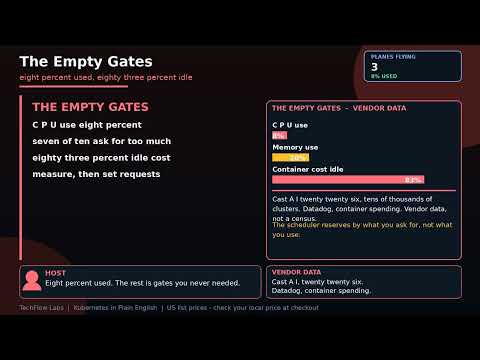 The Empty Gates
eight percent used, eighty three percent idle
PLANES FLYING
3
8% USED
THE EMPTY GATES
C P U use eight percent
seven of ten ask for too much
eighty three percent idle cost
measure, then set requests
THE EMPTY GATES - VENDOR DATA
C P U use
8%
Memory use
20%
Container cost idle
83%
Cast A I twenty twenty six, tens of thousands of
clusters. Datadog, container spending. Vendor data,
not a census.
The scheduler reserves by what you ask for, not what
you use.
HOST
Eight percent used. The rest is gates you never needed.
VENDOR DATA
Cast A I twenty twenty six.
Datadog, container spending.
TechFlow Labs | Kubernetes in Plain English | US list prices - check your local price at checkout